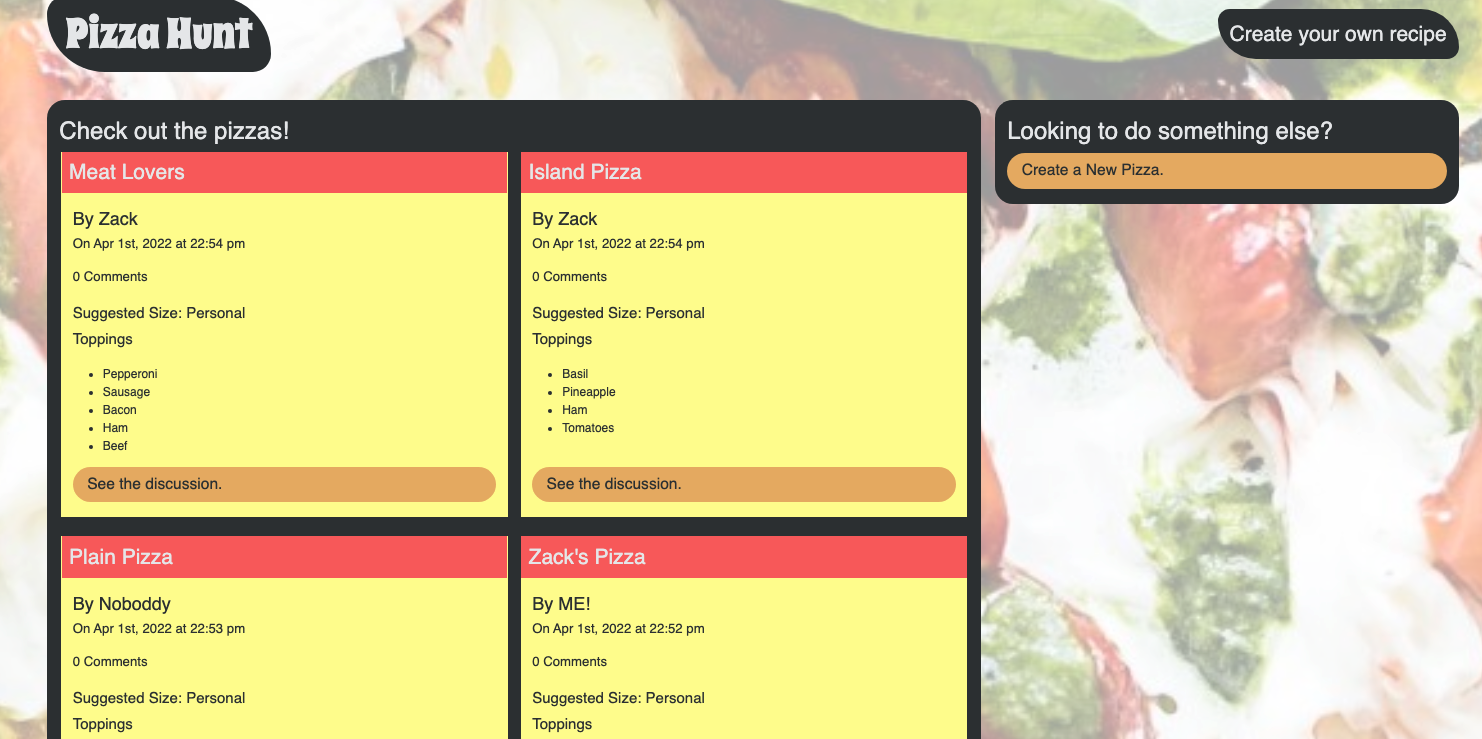 Pizza Hunt
Create your own recipe
Check out the pizzas!
Meat Lovers
By Zack
On Apr 1st, 2022 at 22:54 pm
0 Comments
Suggested Size: Personal
Toppings
Pepperoni
Sausage
Bacon
Ham
Beef
See the discussion.
Island Pizza
By Zack
On Apr 1st, 2022 at 22:54 pm
0 Comments
Suggested Size: Personal
Toppings
Basil
Pineapple
Ham
Tomatoes
See the discussion.
Plain Pizza
By Noboddy
On Apr 1st, 2022 at 22:53 pm
0 Comments
Suggested Size: Personal
Toppings
Zack's Pizza
By ME!
On Apr 1st, 2022 at 22:52 pm
0 Comments
Suggested Size: Personal
Toppings
Looking to do something else?
Create a New Pizza.